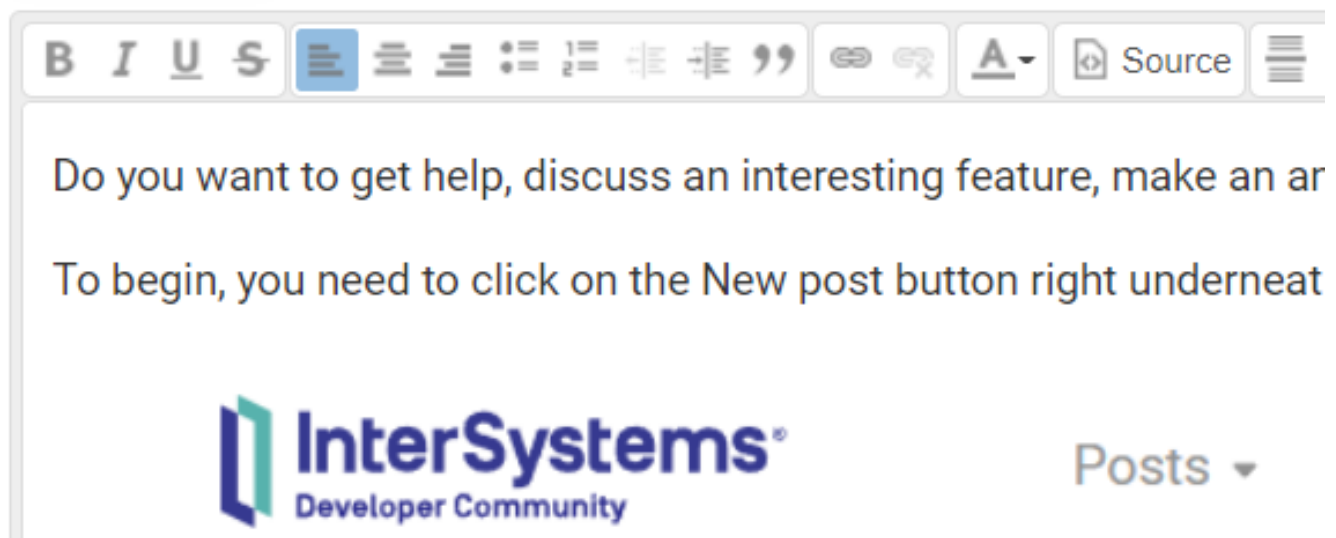 B I U S A Source
Do you want to get help, discuss an interesting feature, make an an
To begin, you need to click on the New post button right underneat
InterSystems®
Developer Community
Posts